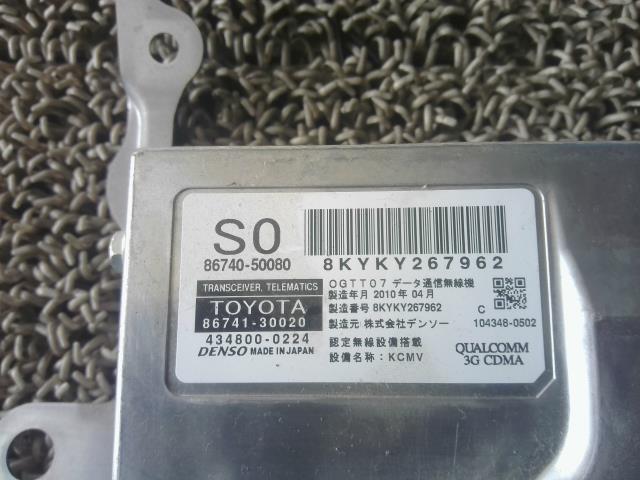 SO
86740-50080
8KYKY267962
TRANSCEIVER, TELEMATICS
TOYOTA
86741-30020
434800-0224
DENSO MADE IN JAPAN
OGTT07 データ通信無線機
製造年月 2010年 04月
製造番号 8KYKY267962
製造元:株式会社デンソー
認定無線設備搭載
設備名称:KCMV
C
104348-0502
QUALCOMM
3G CDMA